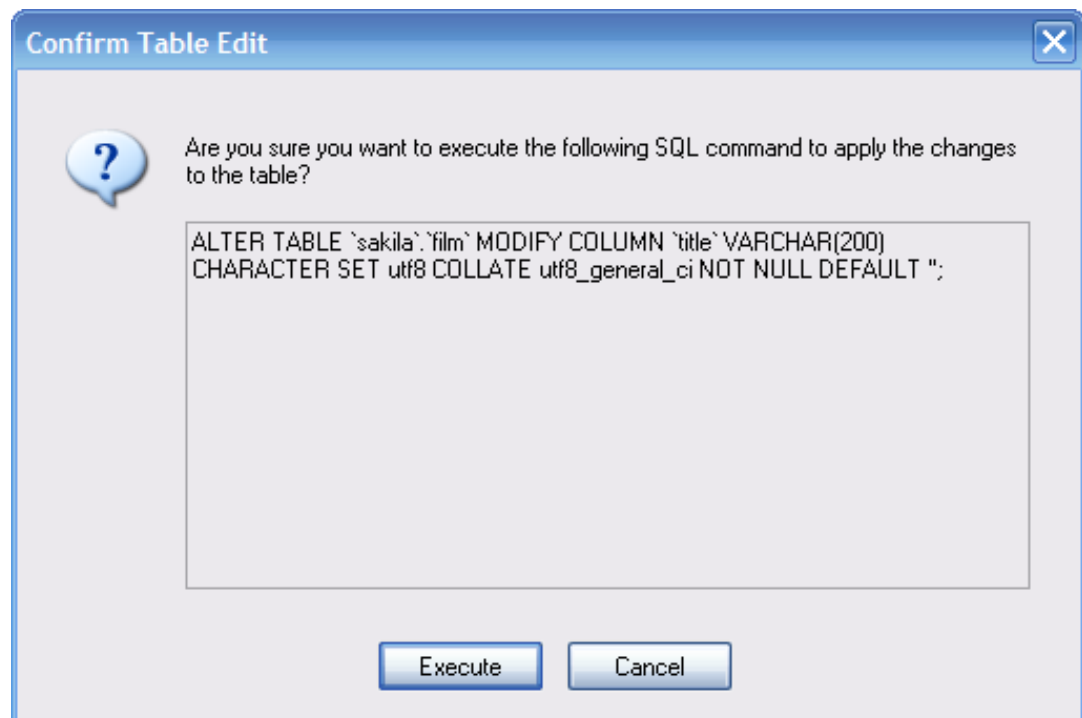 Confirm Table Edit
?
Are you sure you want to execute the following SQL command to apply the changes
to the table?
ALTER TABLE `sakila`.`film` MODIFY COLUMN `title` VARCHAR(200)
CHARACTER SET utf8 COLLATE utf8_general_ci NOT NULL DEFAULT '';
Execute Cancel